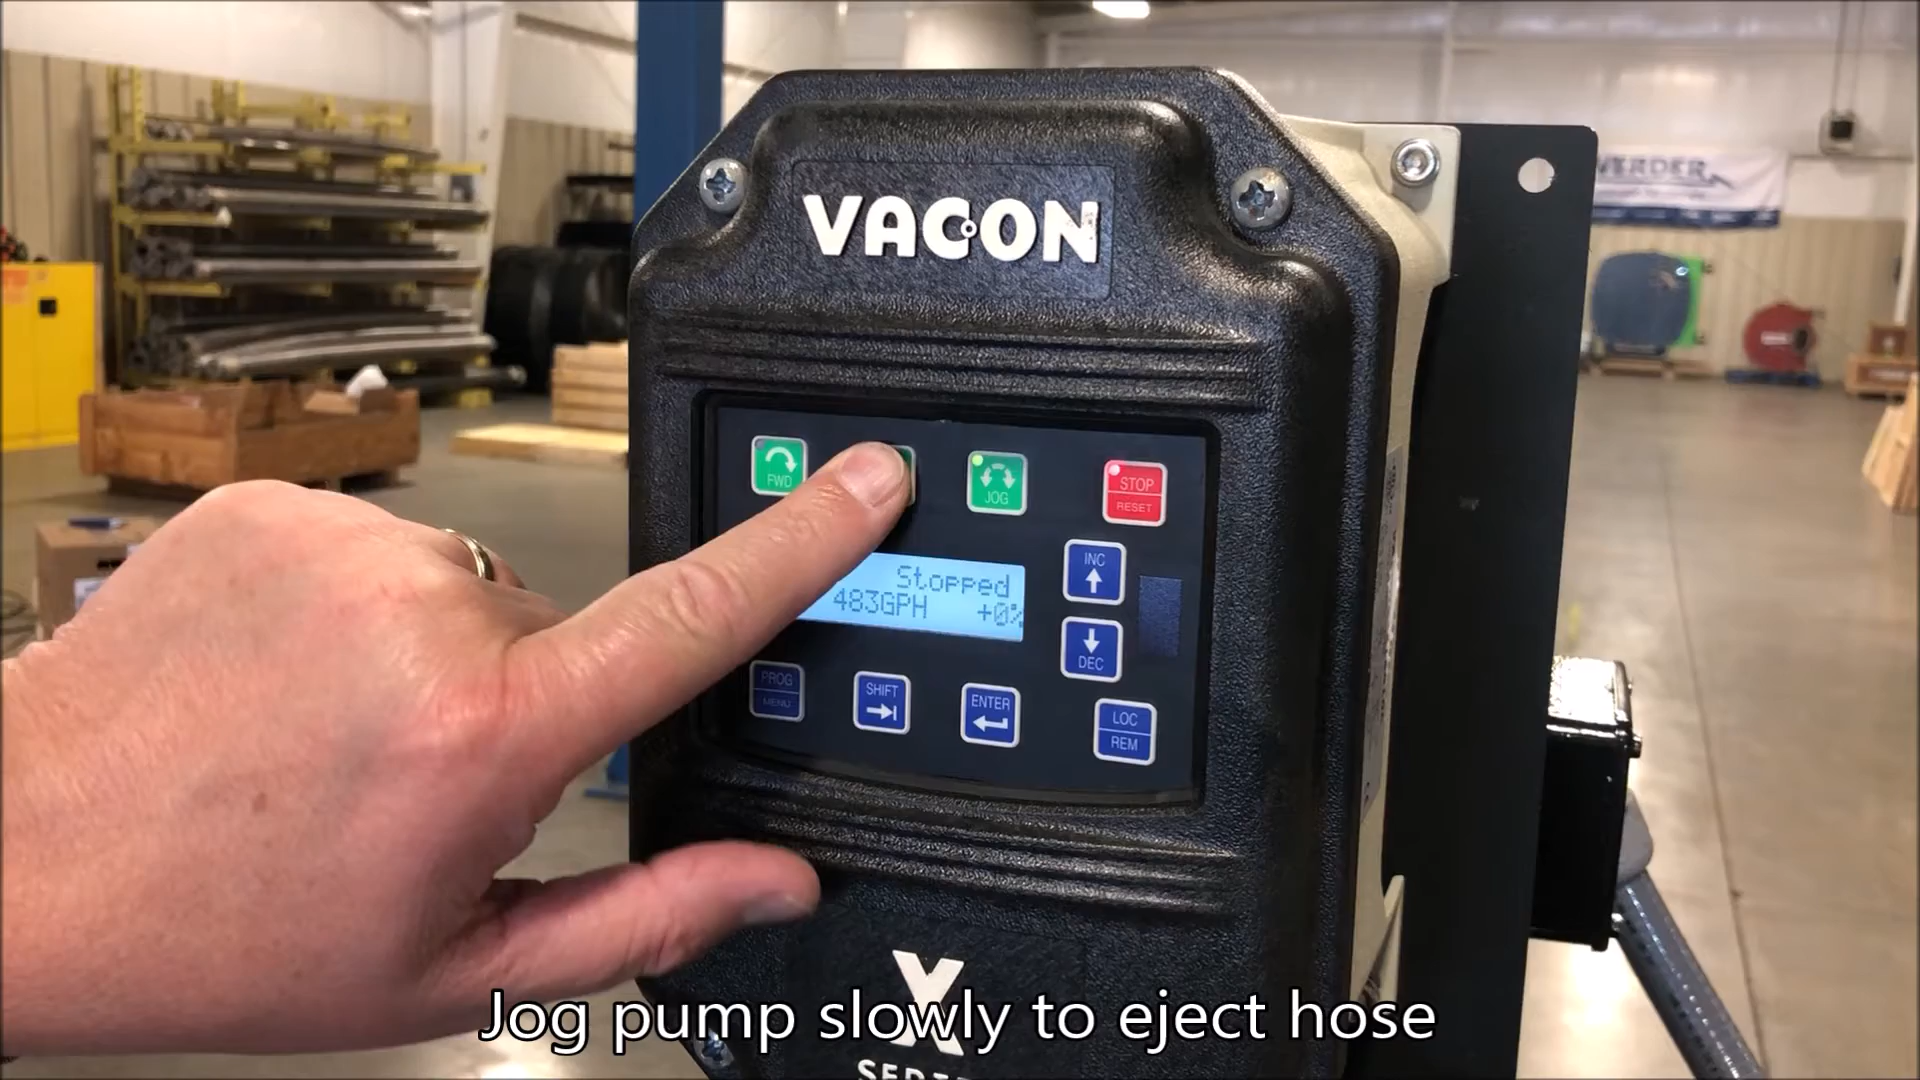 VACON
VERDER
FWD
JOG
STOP
RESET
INC
Stopped
483GPH +0%
DEC
PROG
MENU
SHIFT
ENTER
LOC
REM
X
Jog pump slowly to eject hose